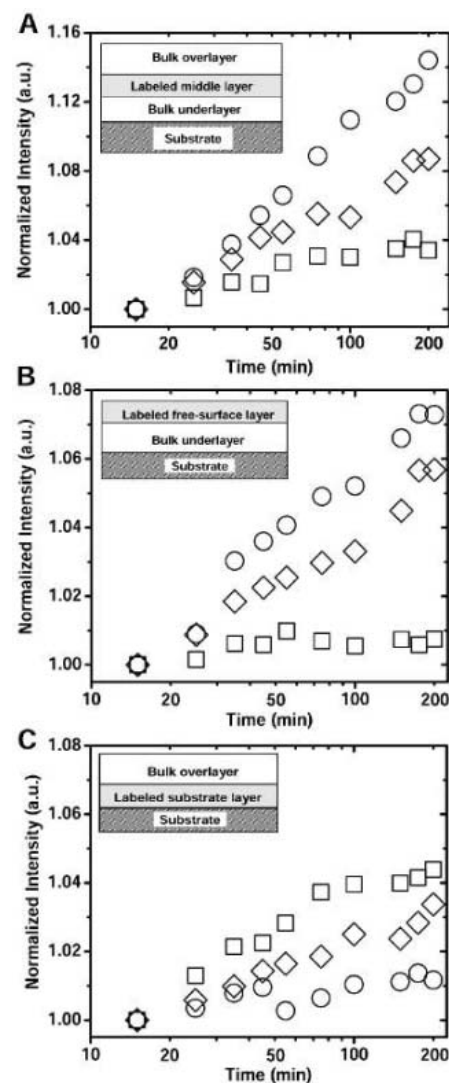 A
1.16
1.12
1.08
1.04
1.00
Normalized Intensity (a.u.)
Bulk overlayer
Labeled middle layer
Bulk underlayer
Substrate
10
20
50
100
200
Time (min)
B
1.08
1.06
1.04
1.02
1.00
Normalized Intensity (a.u.)
Labeled free-surface layer
Bulk underlayer
Substrate
10
20
50
100
200
Time (min)
C
1.08
1.06
1.04
1.02
1.00
Normalized Intensity (a.u.)
Bulk overlayer
Labeled substrate layer
Substrate
10
20
50
100
200
Time (min)